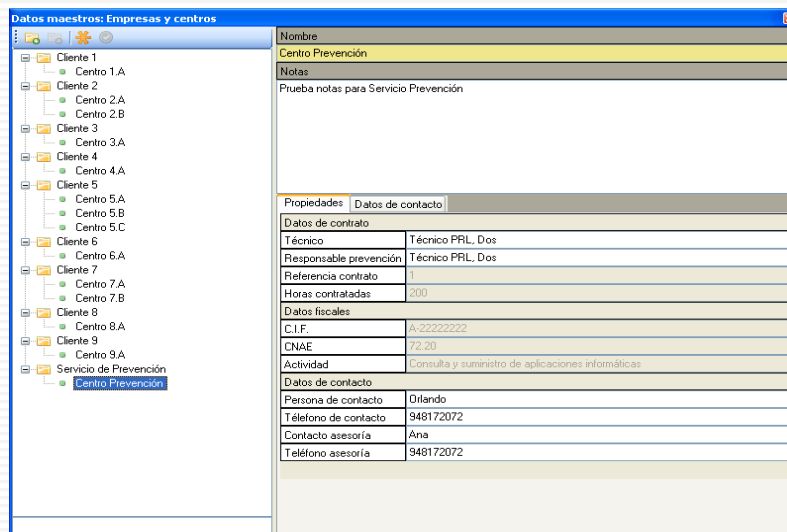 Datos maestros: Empresas y centros
Cliente 1
Centro 1.A
Cliente 2
Centro 2.A
Centro 2.B
Cliente 3
Centro 3.A
Cliente 4
Centro 4.A
Cliente 5
Centro 5.A
Centro 5.B
Centro 5.C
Cliente 6
Centro 6.A
Cliente 7
Centro 7.A
Centro 7.B
Cliente 8
Centro 8.A
Cliente 9
Centro 9.A
Servicio de Prevención
Centro Prevención
Nombre
Centro Prevención
Notas
Prueba notas para Servicio Prevención
Propiedades Datos de contacto
Datos de contrato
Técnico Técnico PRL, Dos
Responsable prevención Técnico PRL, Dos
Referencia contrato 1
Horas contratadas 200
Datos fiscales
C.I.F. A-22222222
CNAE 72.20
Actividad Consulta y suministro de aplicaciones informáticas
Datos de contacto
Persona de contacto Orlando
Télefono de contacto 948172072
Contacto asesoría Ana
Teléfono asesoría 948172072